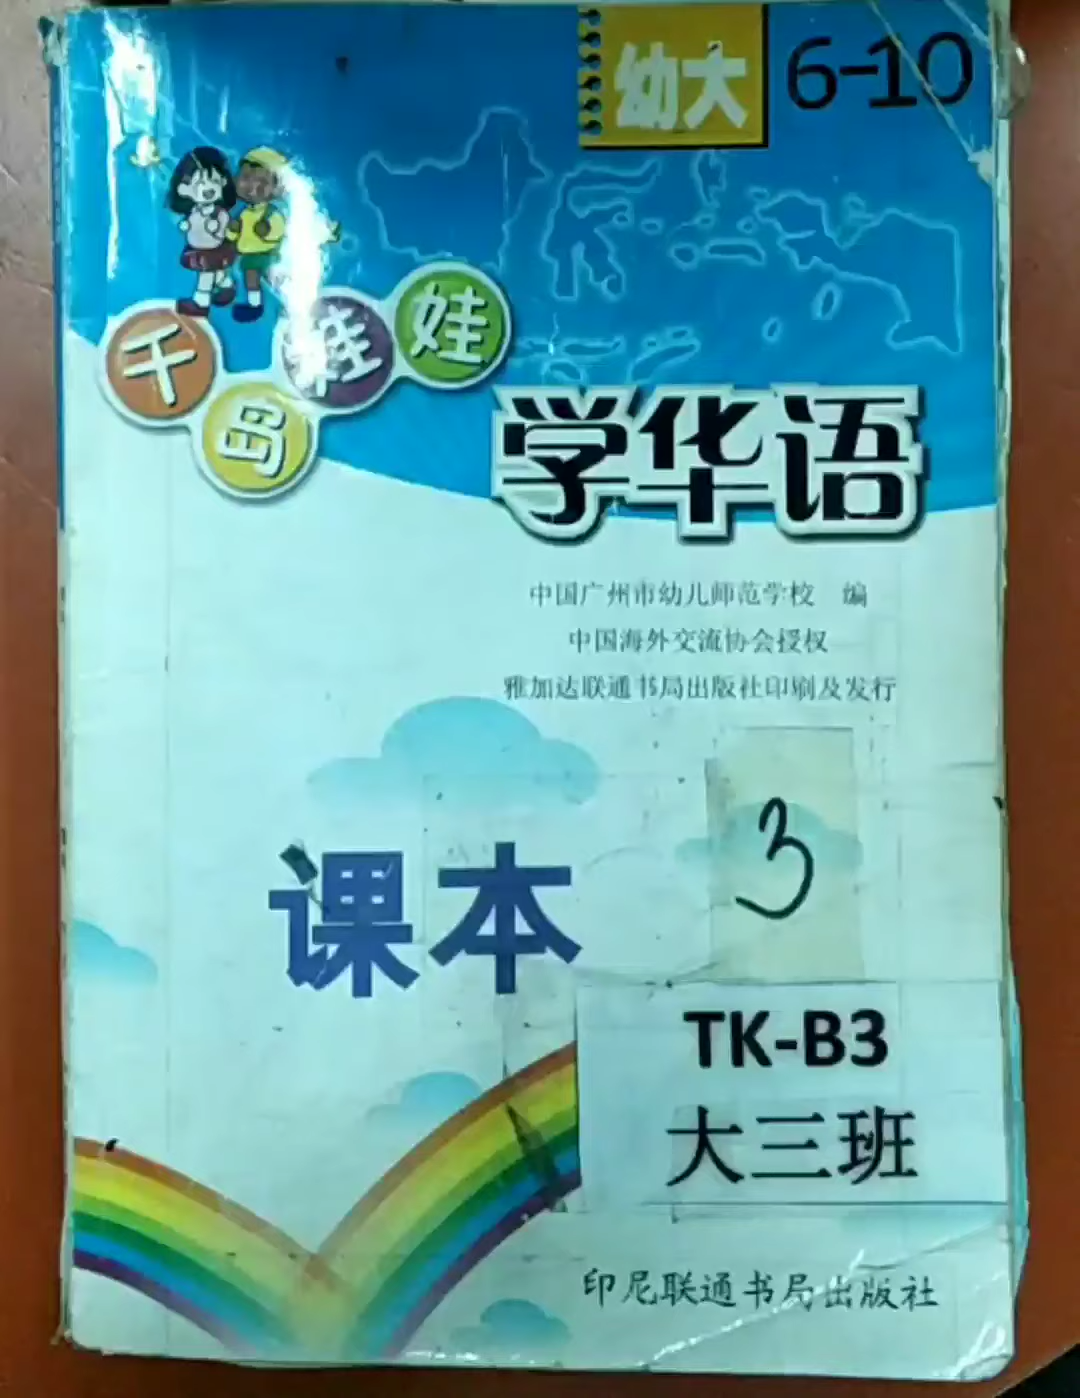 幼大 6-10
千岛娃娃
学华语
中国广州市幼儿师范学校 编
中国海外交流协会授权
雅加达联通书局出版社印刷及发行
课本
3
TK-B3
大三班
印尼联通书局出版社